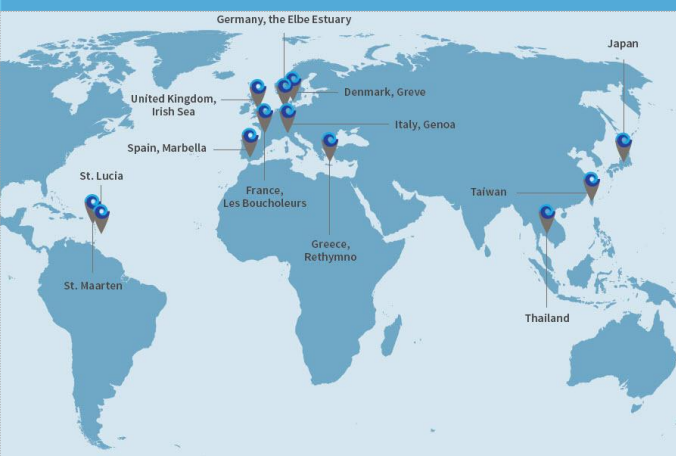 Germany, the Elbe Estuary
Japan
Denmark, Greve
United Kingdom,
Irish Sea
Italy, Genoa
Spain, Marbella
St. Lucia
France,
Les Boucholeurs
Taiwan
Greece,
Rethymno
St. Maarten
Thailand